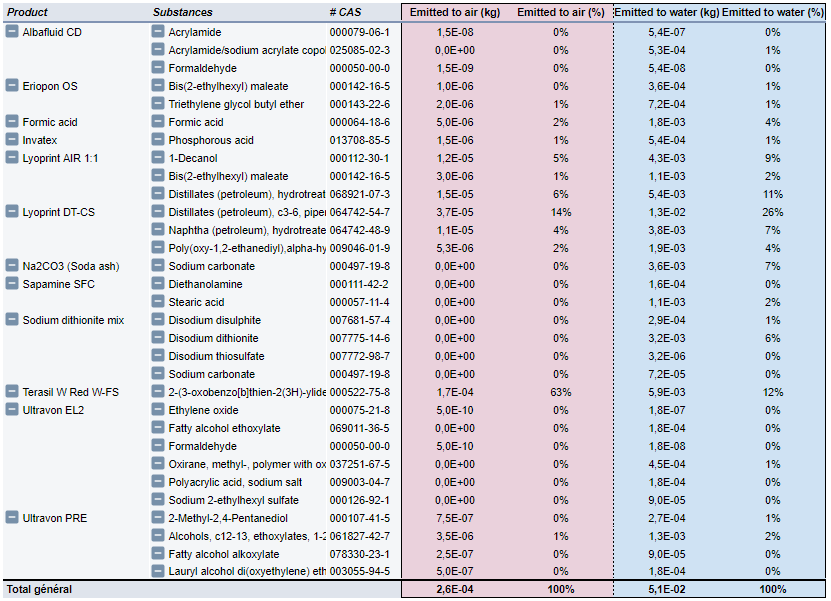 Product Substances # CAS Emitted to air (kg) Emitted to air (%) Emitted to water (kg) Emitted to water (%)
Albafluid CD Acrylamide 000079-06-1 1,5E-08 0% 5,4E-07 0%
Acrylamide/sodium acrylate copol 025085-02-3 0,0E+00 0% 5,3E-04 1%
Formaldehyde 000050-00-0 1,5E-09 0% 5,4E-08 0%
Eriopon OS Bis(2-ethylhexyl) maleate 000142-16-5 1,0E-06 0% 3,6E-04 1%
Triethylene glycol butyl ether 000143-22-6 2,0E-06 1% 7,2E-04 1%
Formic acid Formic acid 000064-18-6 5,0E-06 2% 1,8E-03 4%
Invatex Phosphorous acid 013708-85-5 1,5E-06 1% 5,4E-04 1%
Lyoprint AIR 1:1 1-Decanol 000112-30-1 1,2E-05 5% 4,3E-03 9%
Bis(2-ethylhexyl) maleate 000142-16-5 3,0E-06 1% 1,1E-03 2%
Distillates (petroleum), hydrotreat 068921-07-3 1,5E-05 6% 5,4E-03 11%
Lyoprint DT-CS Distillates (petroleum), c3-6, piper 064742-54-7 3,7E-05 14% 1,3E-02 26%
Naphtha (petroleum), hydrotreate 064742-48-9 1,1E-05 4% 3,8E-03 7%
Poly(oxy-1,2-ethanediyl),alpha-hy 009046-01-9 5,3E-06 2% 1,9E-03 4%
Na2CO3 (Soda ash) Sodium carbonate 000497-19-8 0,0E+00 0% 3,6E-03 7%
Sapamine SFC Diethanolamine 000111-42-2 0,0E+00 0% 1,6E-04 0%
Stearic acid 000057-11-4 0,0E+00 0% 1,1E-03 2%
Sodium dithionite mix Disodium disulphite 007681-57-4 0,0E+00 0% 2,9E-04 1%
Disodium dithionite 007775-14-6 0,0E+00 0% 3,2E-03 6%
Disodium thiosulfate 007772-98-7 0,0E+00 0% 3,2E-06 0%
Sodium carbonate 000497-19-8 0,0E+00 0% 7,2E-05 0%
Terasil W Red W-FS 2-(3-oxobenzo[b]thien-2(3H)-ylide 000522-75-8 1,7E-04 63% 5,9E-03 12%
Ultravon EL2 Ethylene oxide 000075-21-8 5,0E-10 0% 1,8E-07 0%
Fatty alcohol ethoxylate 069011-36-5 0,0E+00 0% 1,8E-04 0%
Formaldehyde 000050-00-0 5,0E-10 0% 1,8E-08 0%
Oxirane, methyl-, polymer with ox 037251-67-5 0,0E+00 0% 4,5E-04 1%
Polyacrylic acid, sodium salt 009003-04-7 0,0E+00 0% 1,8E-04 0%
Sodium 2-ethylhexyl sulfate 000126-92-1 0,0E+00 0% 9,0E-05 0%
Ultravon PRE 2-Methyl-2,4-Pentanediol 000107-41-5 7,5E-07 0% 2,7E-04 1%
Alcohols, c12-13, ethoxylates, 1-2 061827-42-7 3,5E-06 1% 1,3E-03 2%
Fatty alcohol alkoxylate 078330-23-1 2,5E-07 0% 9,0E-05 0%
Lauryl alcohol di(oxyethylene) eth 003055-94-5 5,0E-07 0% 1,8E-04 0%
Total général 2,6E-04 100% 5,1E-02 100%